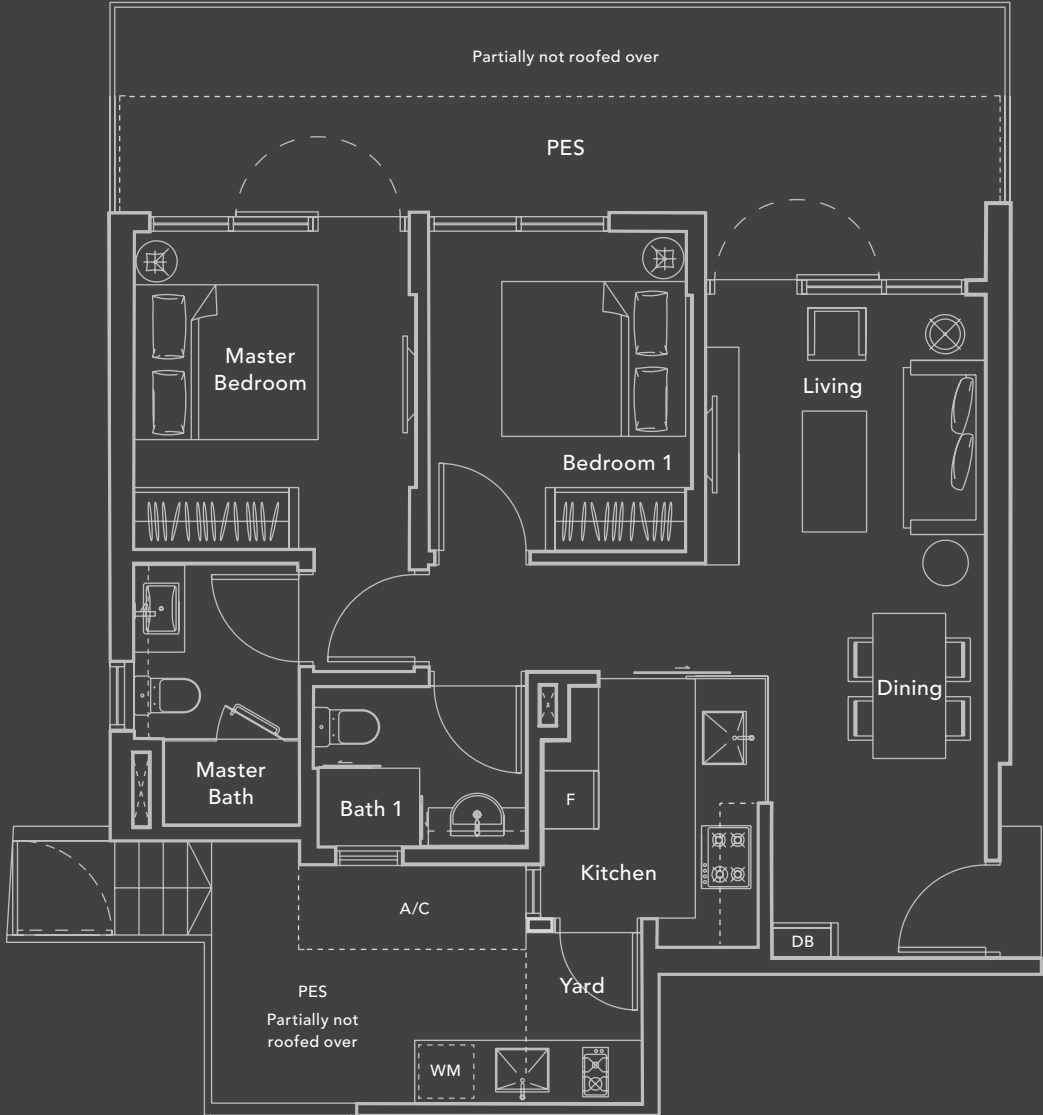 Partially not roofed over
PES
Master
Bedroom
Living
Bedroom 1
Dining
Master
Bath
Bath 1
F
Kitchen
A/C
DB
Yard
PES
Partially not
roofed over
WM